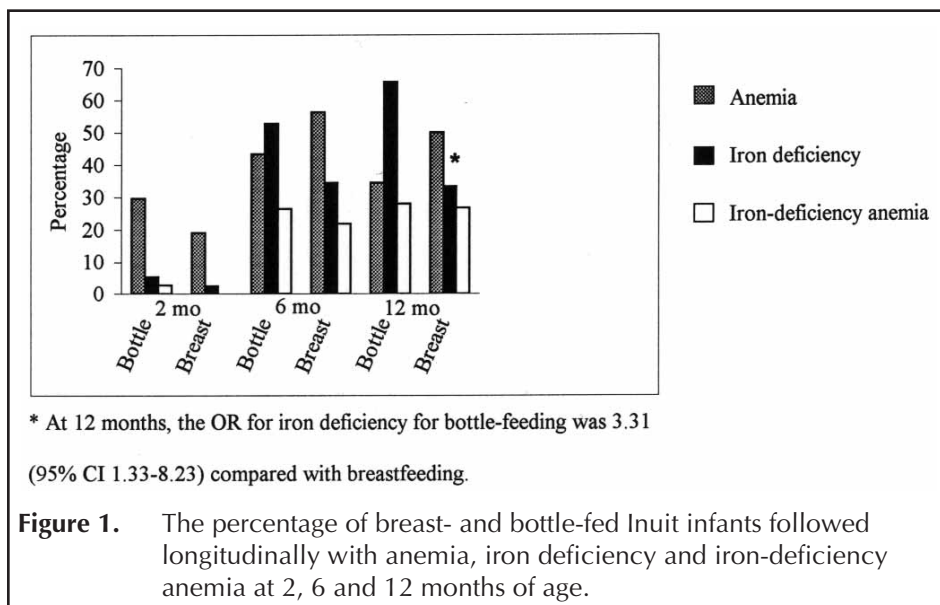 70
60
50
40
30
20
10
0
Percentage
*
2 mo
6 mo
12 mo
Bottle
Breast
Bottle
Breast
Bottle
Breast
Anemia
Iron deficiency
Iron-deficiency anemia
* At 12 months, the OR for iron deficiency for bottle-feeding was 3.31
(95% CI 1.33-8.23) compared with breastfeeding.
Figure 1. The percentage of breast- and bottle-fed Inuit infants followed
longitudinally with anemia, iron deficiency and iron-deficiency
anemia at 2, 6 and 12 months of age.